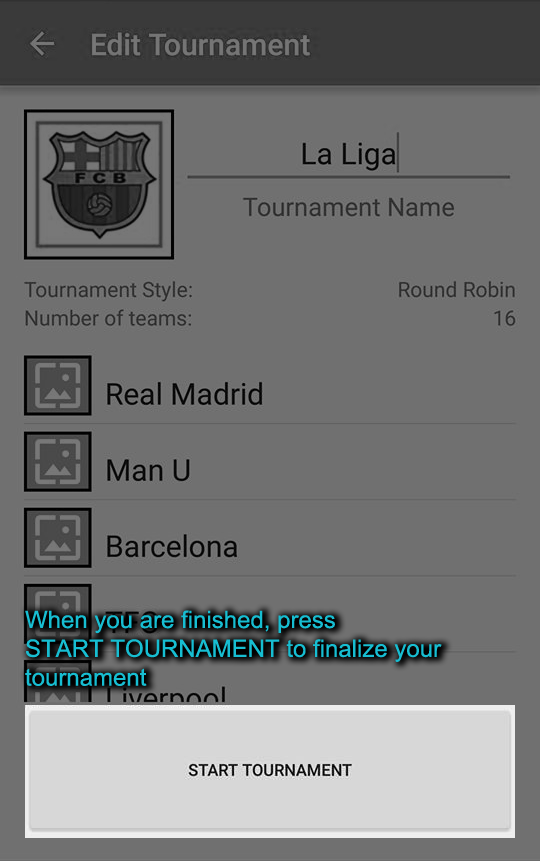 Edit Tournament
FCB
La Liga
Tournament Name
Tournament Style: Round Robin
Number of teams: 16
Real Madrid
Man U
Barcelona
TFC
When you are finished, press
START TOURNAMENT to finalize your
tournament
Liverpool
START TOURNAMENT